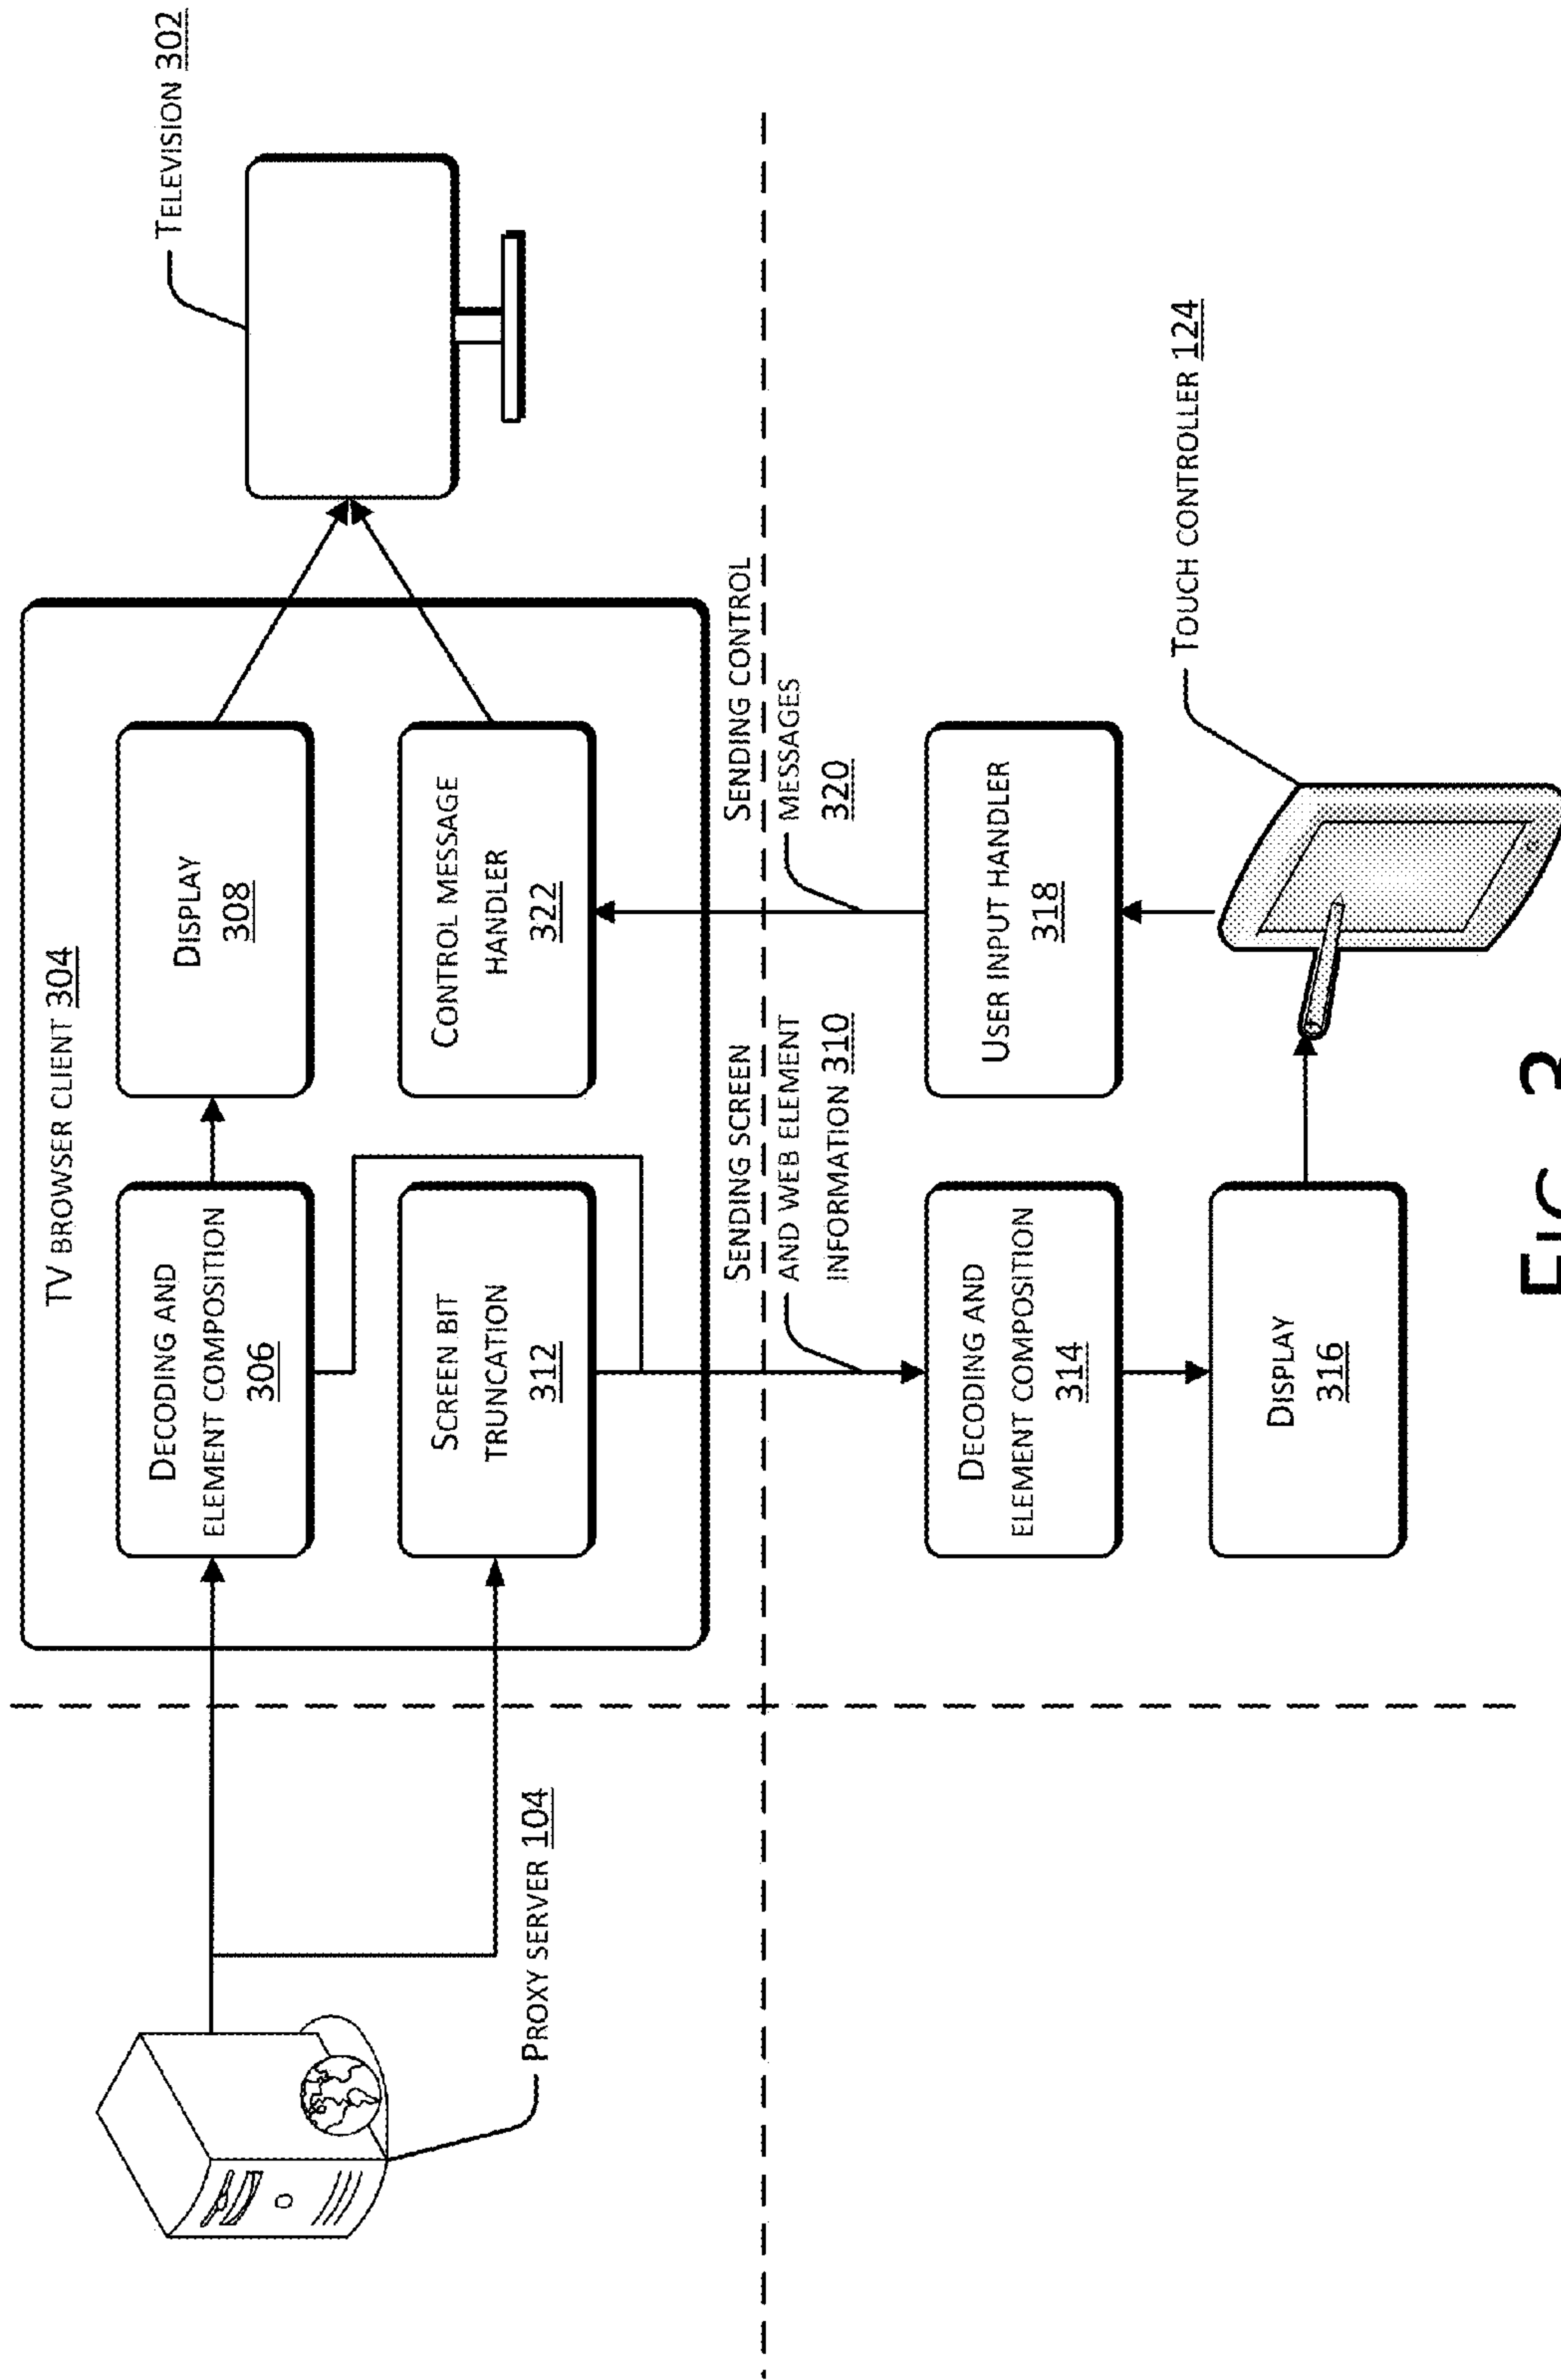 TV BROWSER CLIENT 304
TELEVISION 302
DECODING AND
ELEMENT COMPOSITION
306
DISPLAY
308
SCREEN BIT
TRUNCATION
312
CONTROL MESSAGE
HANDLER
322
PROXY SERVER 104
SENDING SCREEN
AND WEB ELEMENT
INFORMATION 310
SENDING CONTROL
MESSAGES
320
DECODING AND
ELEMENT COMPOSITION
314
USER INPUT HANDLER
318
DISPLAY
316
TOUCH CONTROLLER 124
FIG. 3